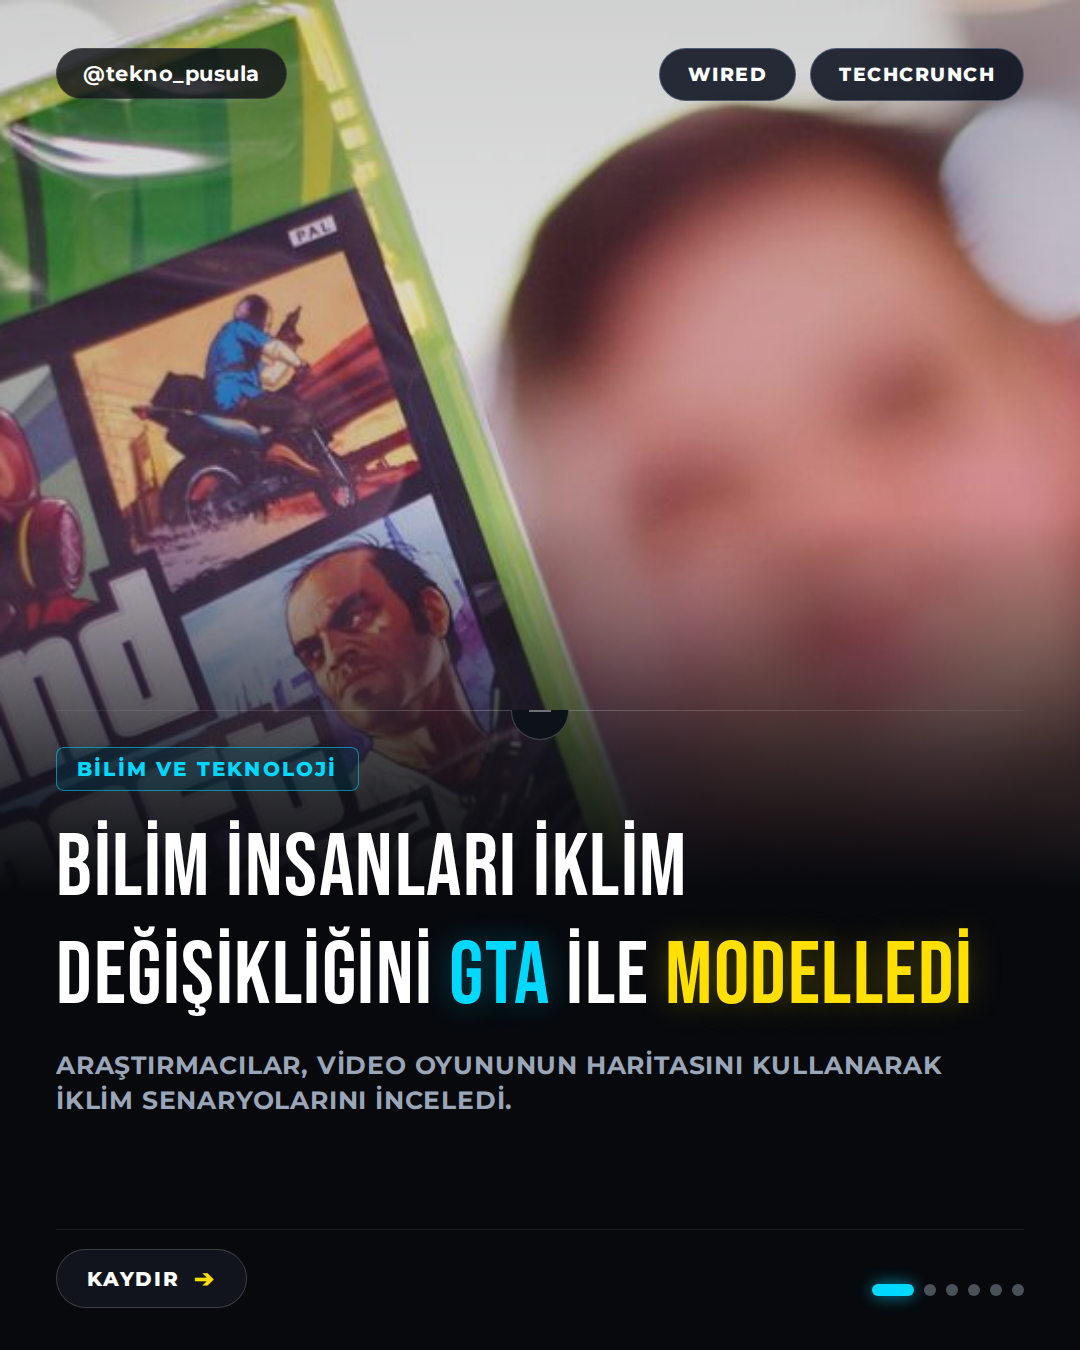 @tekno_pusula
WIRED
TECHCRUNCH
PAL
BİLİM VE TEKNOLOJİ
BİLİM İNSANLARI İKLİM
DEĞİŞİKLİĞİNİ GTA İLE MODELLEDİ
ARAŞTIRMACILAR, VİDEO OYUNUNUN HARİTASINI KULLANARAK
İKLİM SENARYOLARINI İNCELEDİ.
KAYDIR ➔